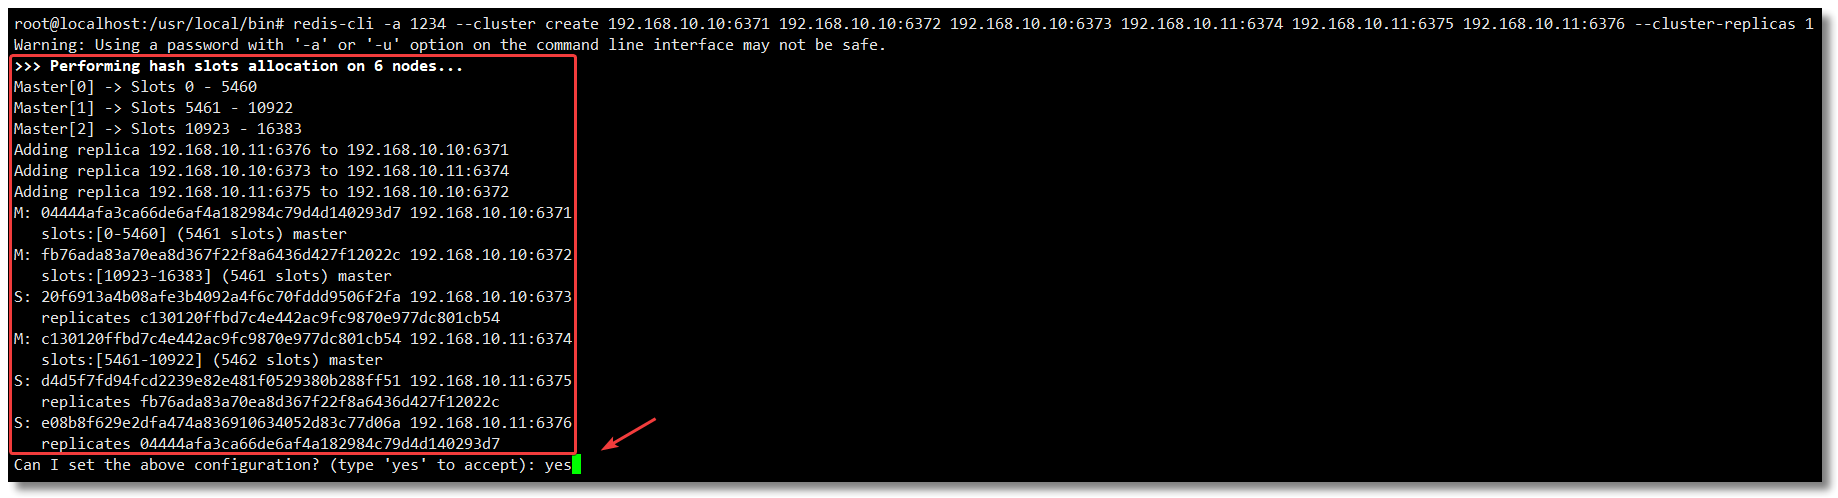 root@localhost:/usr/local/bin# redis-cli -a 1234 --cluster create 192.168.10.10:6371 192.168.10.10:6372 192.168.10.10:6373 192.168.10.11:6374 192.168.10.11:6375 192.168.10.11:6376 --cluster-replicas 1
Warning: Using a password with '-a' or '-u' option on the command line interface may not be safe.
>>> Performing hash slots allocation on 6 nodes...
Master[0] -> Slots 0 - 5460
Master[1] -> Slots 5461 - 10922
Master[2] -> Slots 10923 - 16383
Adding replica 192.168.10.11:6376 to 192.168.10.10:6371
Adding replica 192.168.10.10:6373 to 192.168.10.11:6374
Adding replica 192.168.10.11:6375 to 192.168.10.10:6372
M: 04444afa3ca66de6af4a182984c79d4d140293d7 192.168.10.10:6371
   slots:[0-5460] (5461 slots) master
M: fb76ada83a70ea8d367f22f8a6436d427f12022c 192.168.10.10:6372
   slots:[10923-16383] (5461 slots) master
S: 20f6913a4b08afe3b4092a4f6c70fddd9506f2fa 192.168.10.10:6373
   replicates c130120ffbd7c4e442ac9fc9870e977dc801cb54
M: c130120ffbd7c4e442ac9fc9870e977dc801cb54 192.168.10.11:6374
   slots:[5461-10922] (5462 slots) master
S: d4d5f7fd94fcd2239e82e481f0529380b288ff51 192.168.10.11:6375
   replicates fb76ada83a70ea8d367f22f8a6436d427f12022c
S: e08b8f629e2dfa474a836910634052d83c77d06a 192.168.10.11:6376
   replicates 04444afa3ca66de6af4a182984c79d4d140293d7
Can I set the above configuration? (type 'yes' to accept): yes